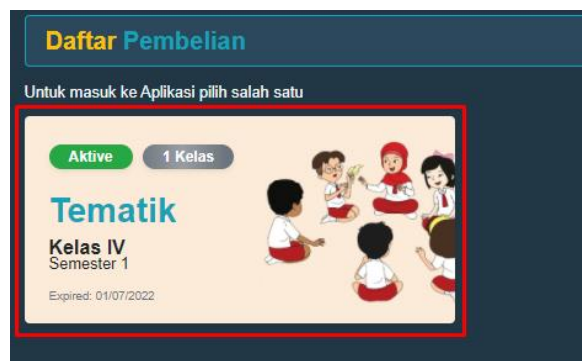 Daftar Pembelian
Untuk masuk ke Aplikasi pilih salah satu
Aktive 1 Kelas
Tematik
Kelas IV
Semester 1
Expired: 01/07/2022